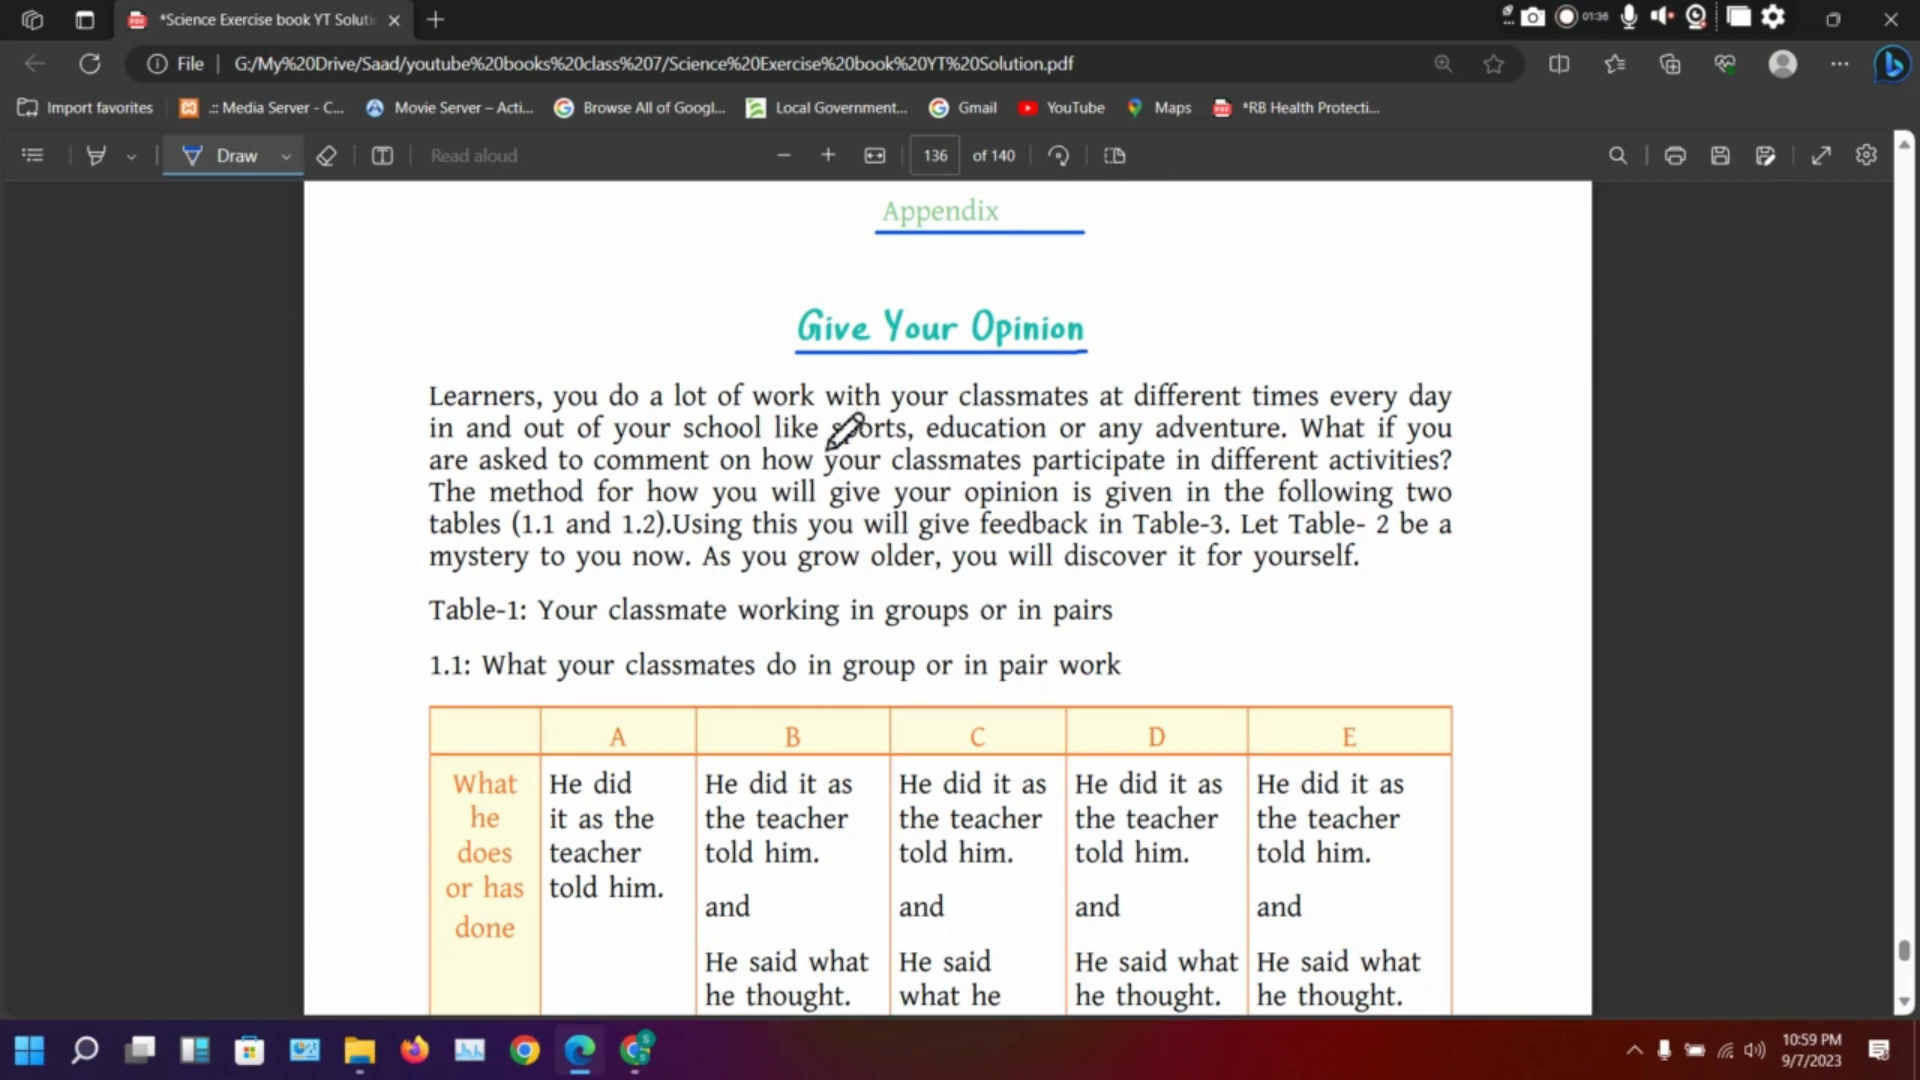 *Science Exercise book YT Soluti
01:36
File
G:/My%20Drive/Saad/youtube%20books%20class%207/Science%20Exercise%20book%20YT%20Solution.pdf
Import favorites
.:: Media Server - C...
Movie Server – Acti...
Browse All of Googl...
Local Government...
Gmail
YouTube
Maps
*RB Health Protecti...
Draw
Read aloud
136 of 140
Appendix
Give Your Opinion
Learners, you do a lot of work with your classmates at different times every day
in and out of your school like sports, education or any adventure. What if you
are asked to comment on how your classmates participate in different activities?
The method for how you will give your opinion is given in the following two
tables (1.1 and 1.2).Using this you will give feedback in Table-3. Let Table- 2 be a
mystery to you now. As you grow older, you will discover it for yourself.
Table-1: Your classmate working in groups or in pairs
1.1: What your classmates do in group or in pair work
A B C D E
What he does or has done
He did
it as the
teacher
told him.
He did it as
the teacher
told him.
and
He said what
he thought.
He did it as
the teacher
told him.
and
He said
what he
He did it as
the teacher
told him.
and
He said what
he thought.
He did it as
the teacher
told him.
and
He said what
he thought.
10:59 PM
9/7/2023